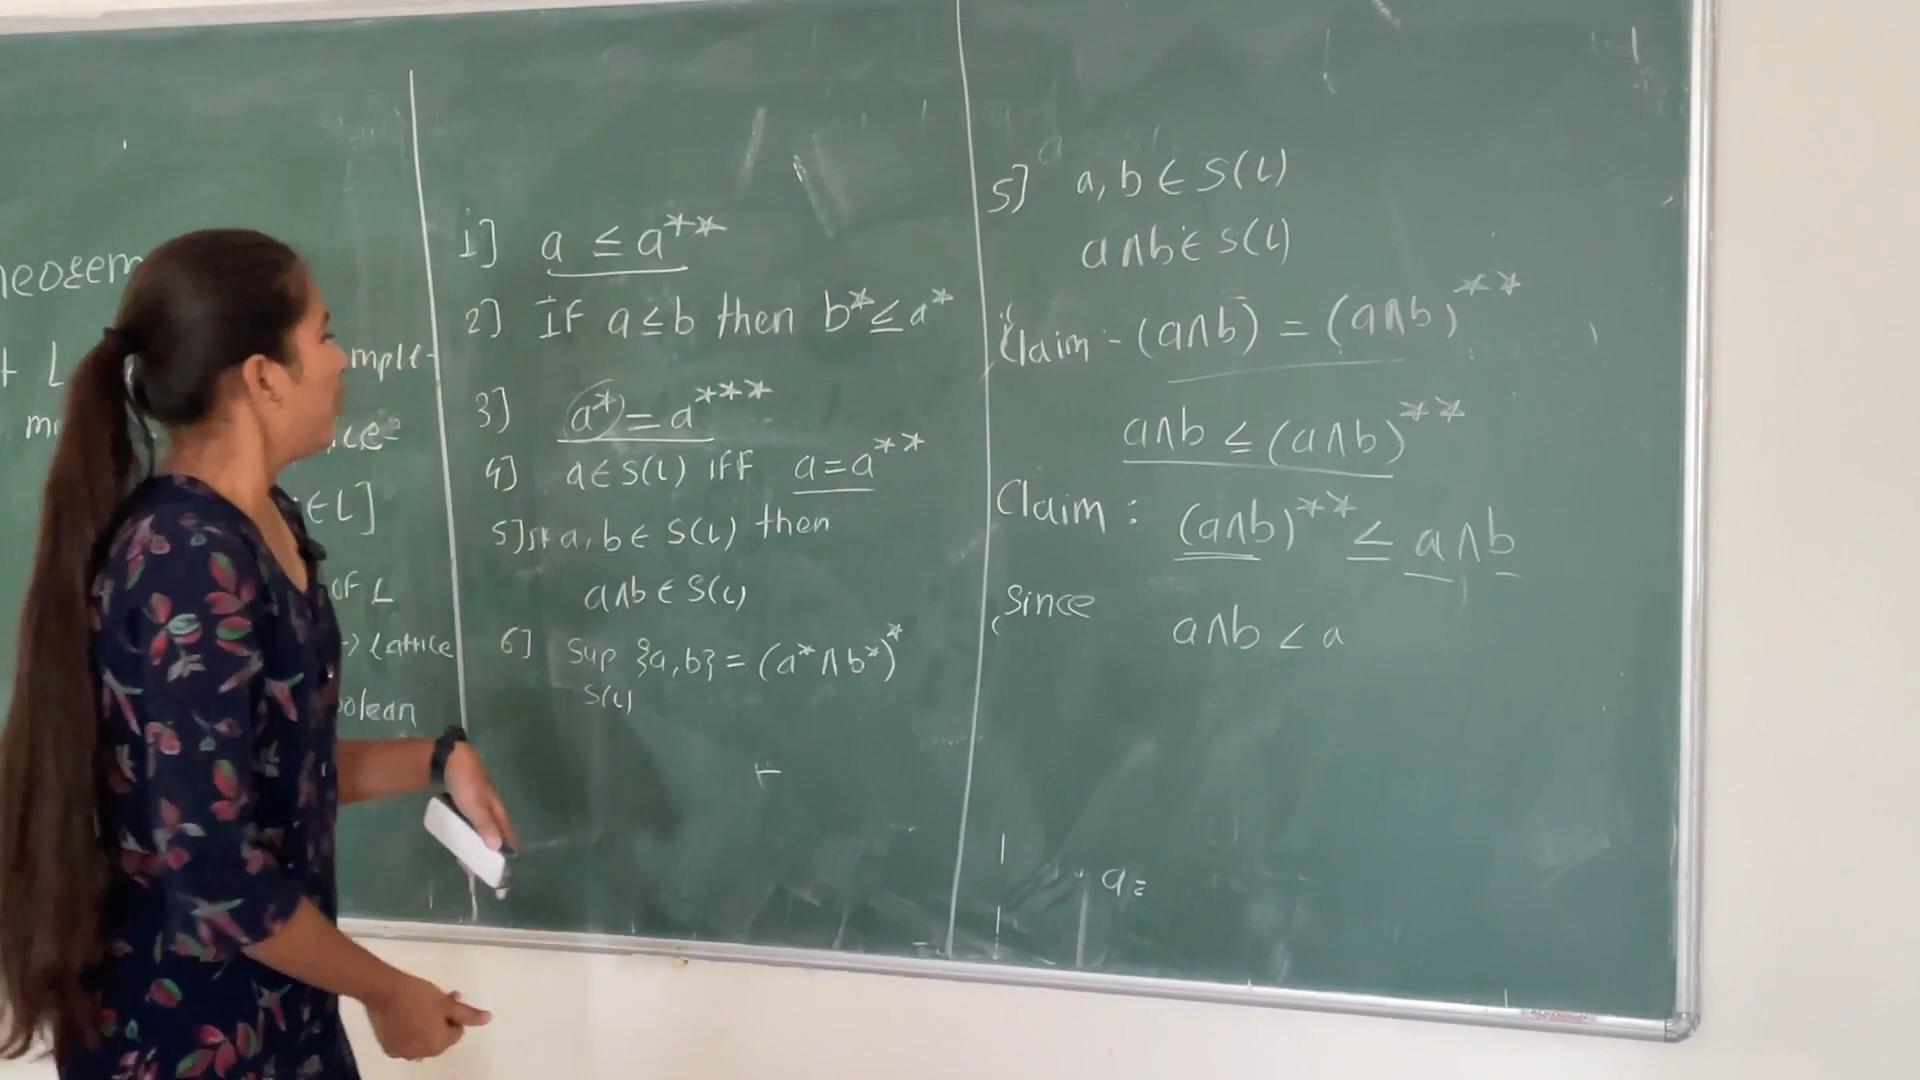 L
mple-
∈L]
OF L
→ Lattice
olean
1] a ≤ a**
2] IF a ≤ b then b* ≤ a*
3] a* = a***
4] a ∈ S(L) IFF a = a**
5] IF a, b ∈ S(L) then
a∧b ∈ S(L)
6] Sup {a,b} = (a* ∧ b*)*
S(L)
5] a, b ∈ S(L)
a∧b ∈ S(L)
Claim - (a∧b) = (a∧b)**
a∧b ≤ (a∧b)**
Claim : (a∧b)** ≤ a∧b
Since
a∧b < a
a =